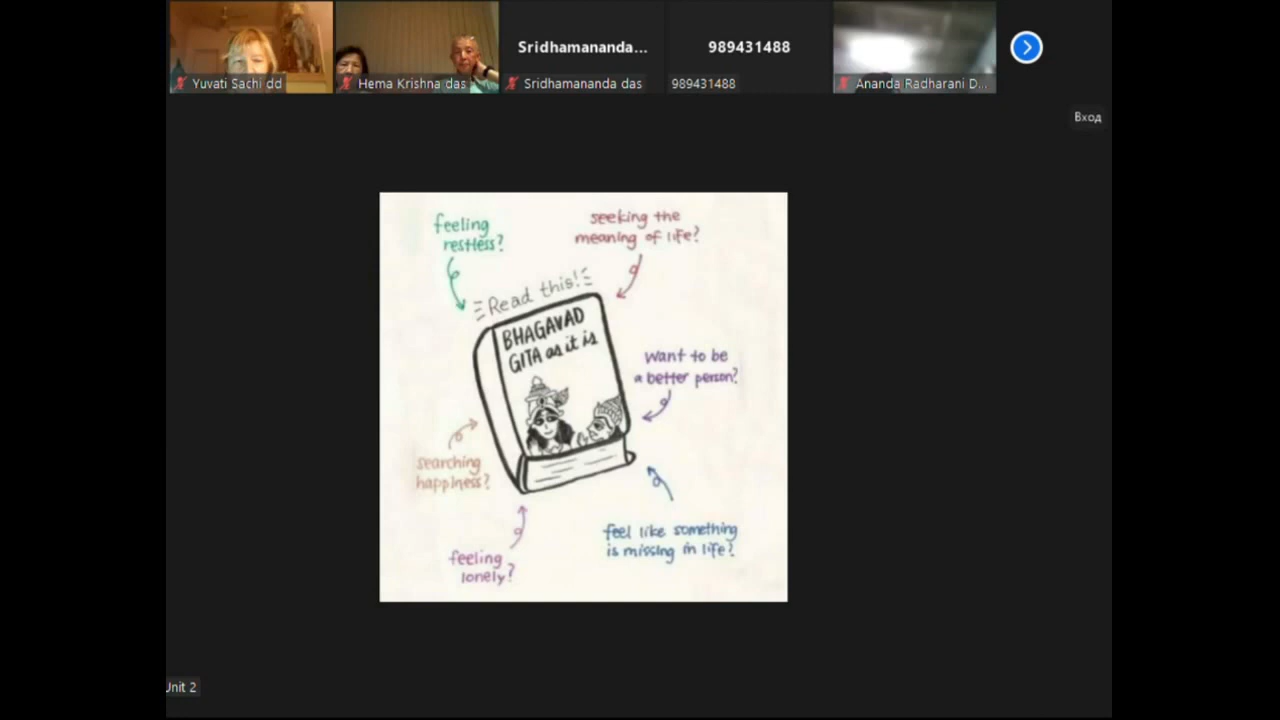 Sridhamananda...
989431488
Yuvati Sachi dd
Hema Krishna das
Sridhamananda das
989431488
Ananda Radharani D...
Вход
feeling
restless?
seeking the
meaning of life?
Read this!
BHAGAVAD
GITA as it is
want to be
a better person?
searching
happiness?
feel like something
is missing in life?
feeling
lonely?
Unit 2